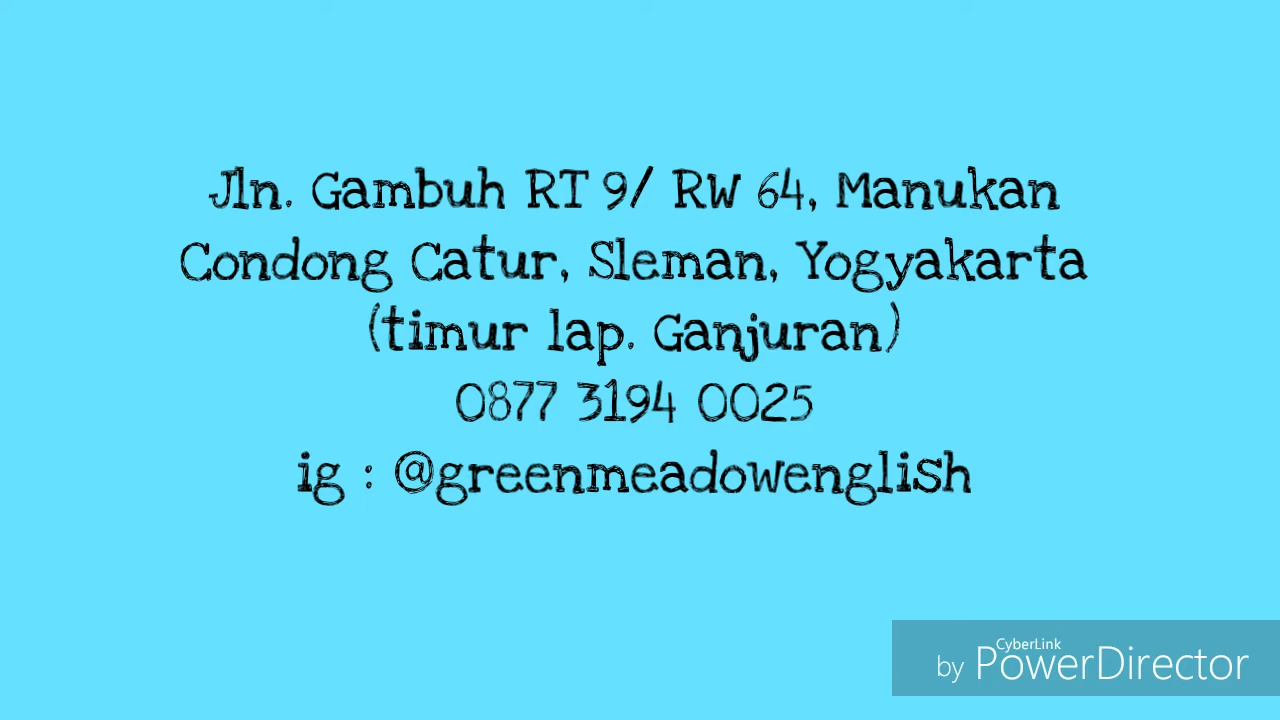 Jln. Gambuh RT 9/ RW 64, Manukan
Condong Catur, Sleman, Yogyakarta
(timur lap. Ganjuran)
0877 3194 0025
ig : @greenmeadowenglish
CyberLink
by PowerDirector